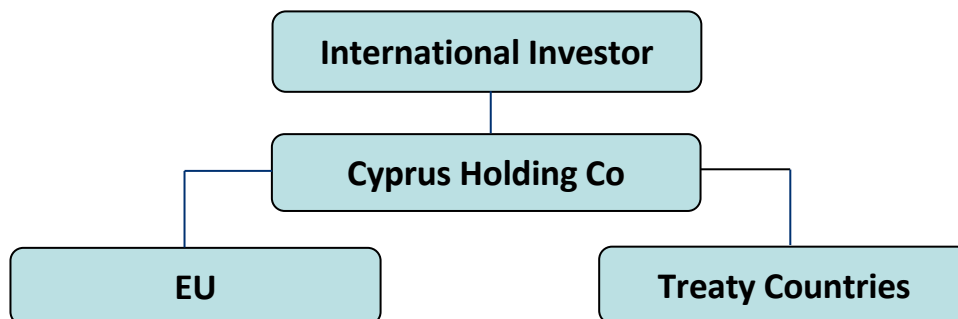 International Investor
Cyprus Holding Co
EU
Treaty Countries